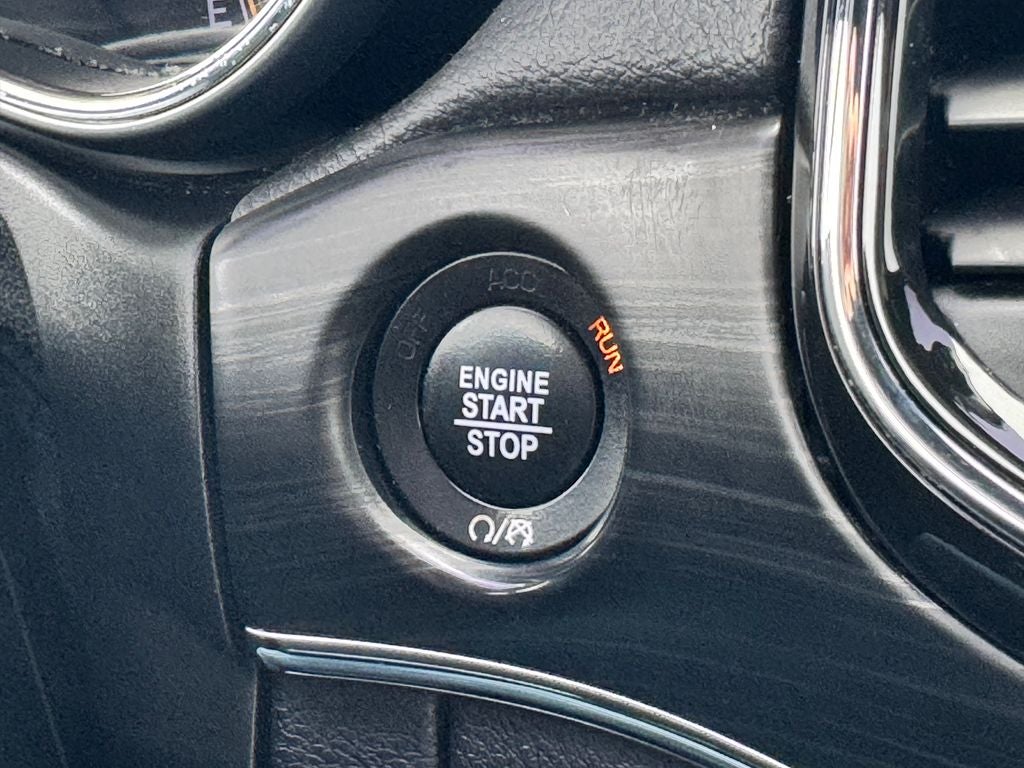 E
ACC
OFF
RUN
ENGINE
START
STOP